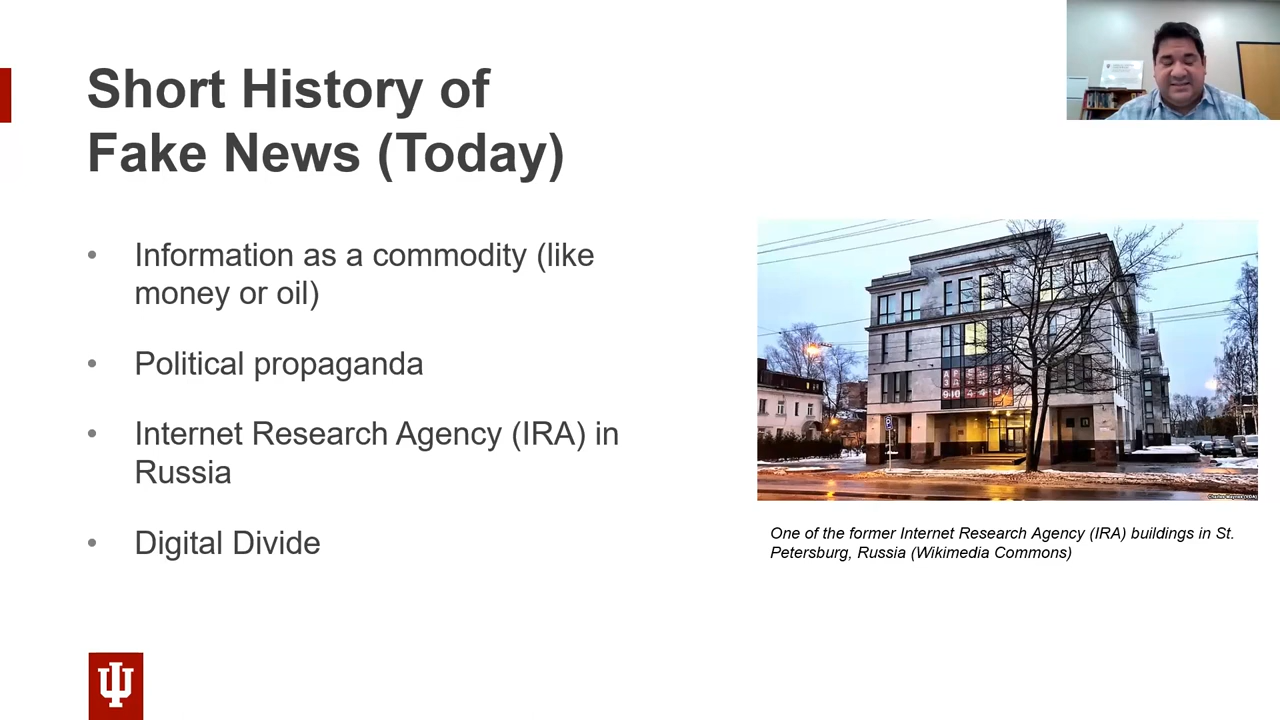 Short History of
Fake News (Today)
• Information as a commodity (like
money or oil)
• Political propaganda
• Internet Research Agency (IRA) in
Russia
• Digital Divide
One of the former Internet Research Agency (IRA) buildings in St.
Petersburg, Russia (Wikimedia Commons)